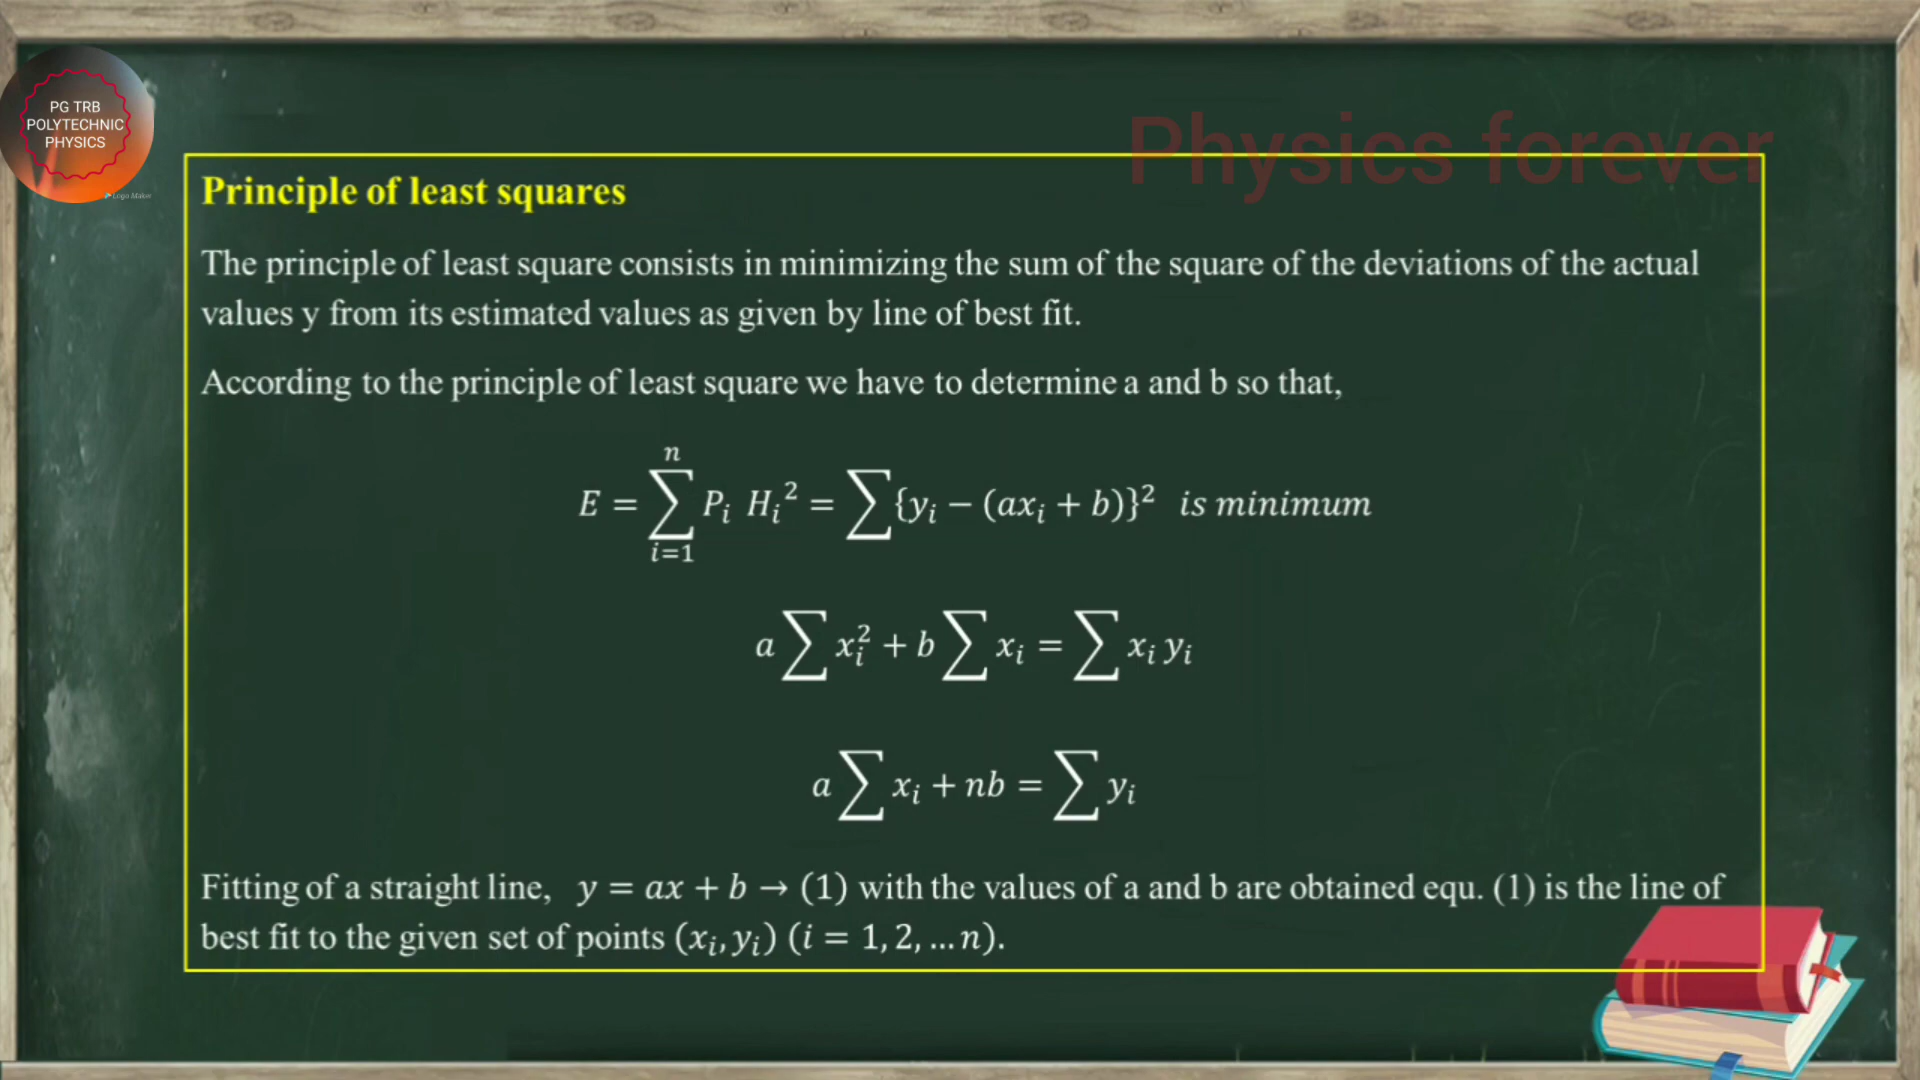 PG TRB
POLYTECHNIC
PHYSICS
Logo Maker
Physics forever
Principle of least squares
The principle of least square consists in minimizing the sum of the square of the deviations of the actual
values y from its estimated values as given by line of best fit.
According to the principle of least square we have to determine a and b so that,
E = ∑_{i=1}^{n} P_i H_i² = ∑{y_i − (ax_i + b)}² is minimum
a ∑ x_i² + b ∑ x_i = ∑ x_i y_i
a ∑ x_i + nb = ∑ y_i
Fitting of a straight line, y = ax + b → (1) with the values of a and b are obtained equ. (1) is the line of
best fit to the given set of points (x_i, y_i) (i = 1, 2, … n).